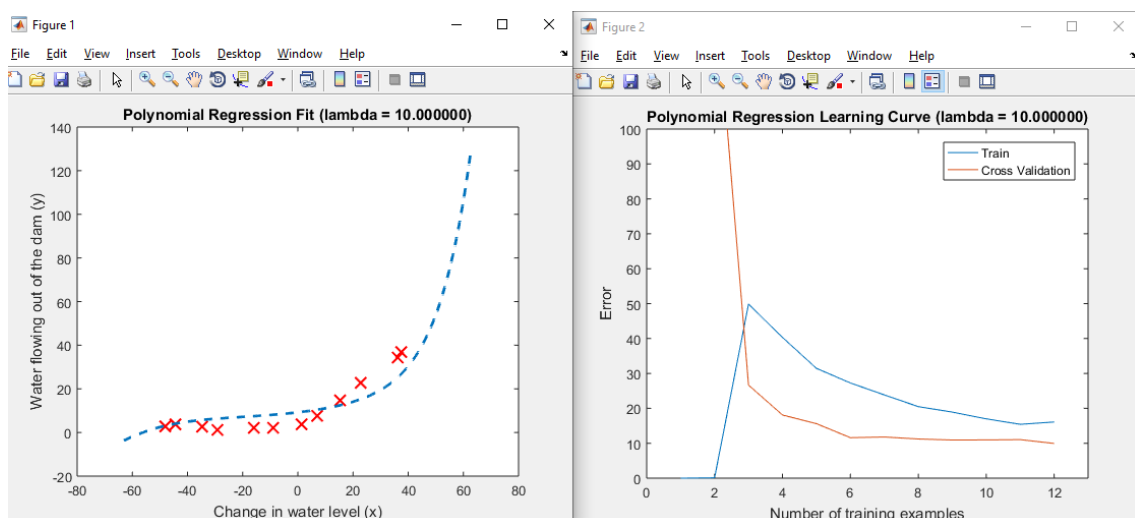 Figure 1
File Edit View Insert Tools Desktop Window Help
Polynomial Regression Fit (lambda = 10.000000)
140
120
100
80
60
40
20
0
-20
-80 -60 -40 -20 0 20 40 60 80
Water flowing out of the dam (y)
Change in water level (x)
Figure 2
File Edit View Insert Tools Desktop Window Help
Polynomial Regression Learning Curve (lambda = 10.000000)
Train
Cross Validation
100
90
80
70
60
50
40
30
20
10
0
0 2 4 6 8 10 12
Error
Number of training examples